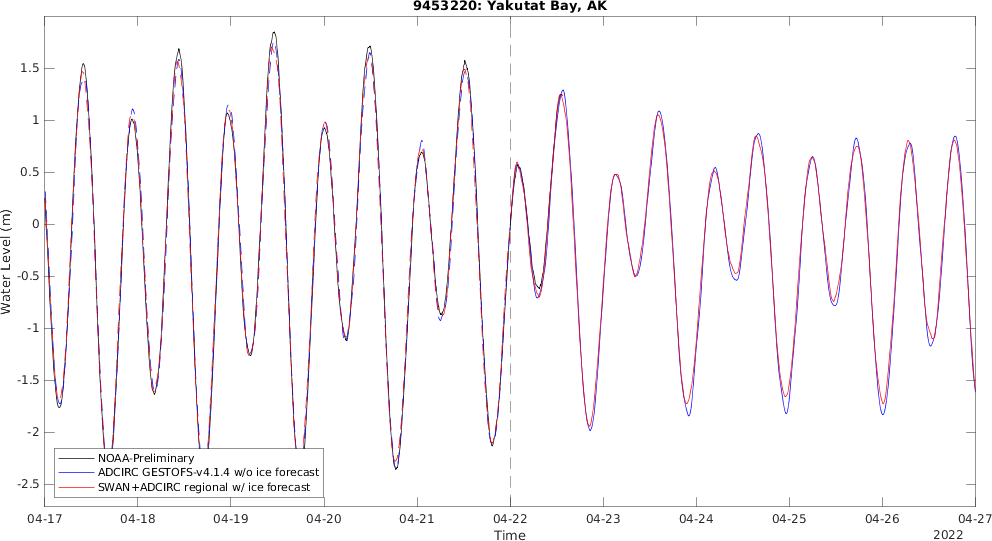 9453220: Yakutat Bay, AK
Water Level (m)
1.5
1
0.5
0
-0.5
-1
-1.5
-2
-2.5
NOAA-Preliminary
ADCIRC GESTOFS-v4.1.4 w/o ice forecast
SWAN+ADCIRC regional w/ ice forecast
04-17 04-18 04-19 04-20 04-21 04-22 04-23 04-24 04-25 04-26 04-27
Time
2022